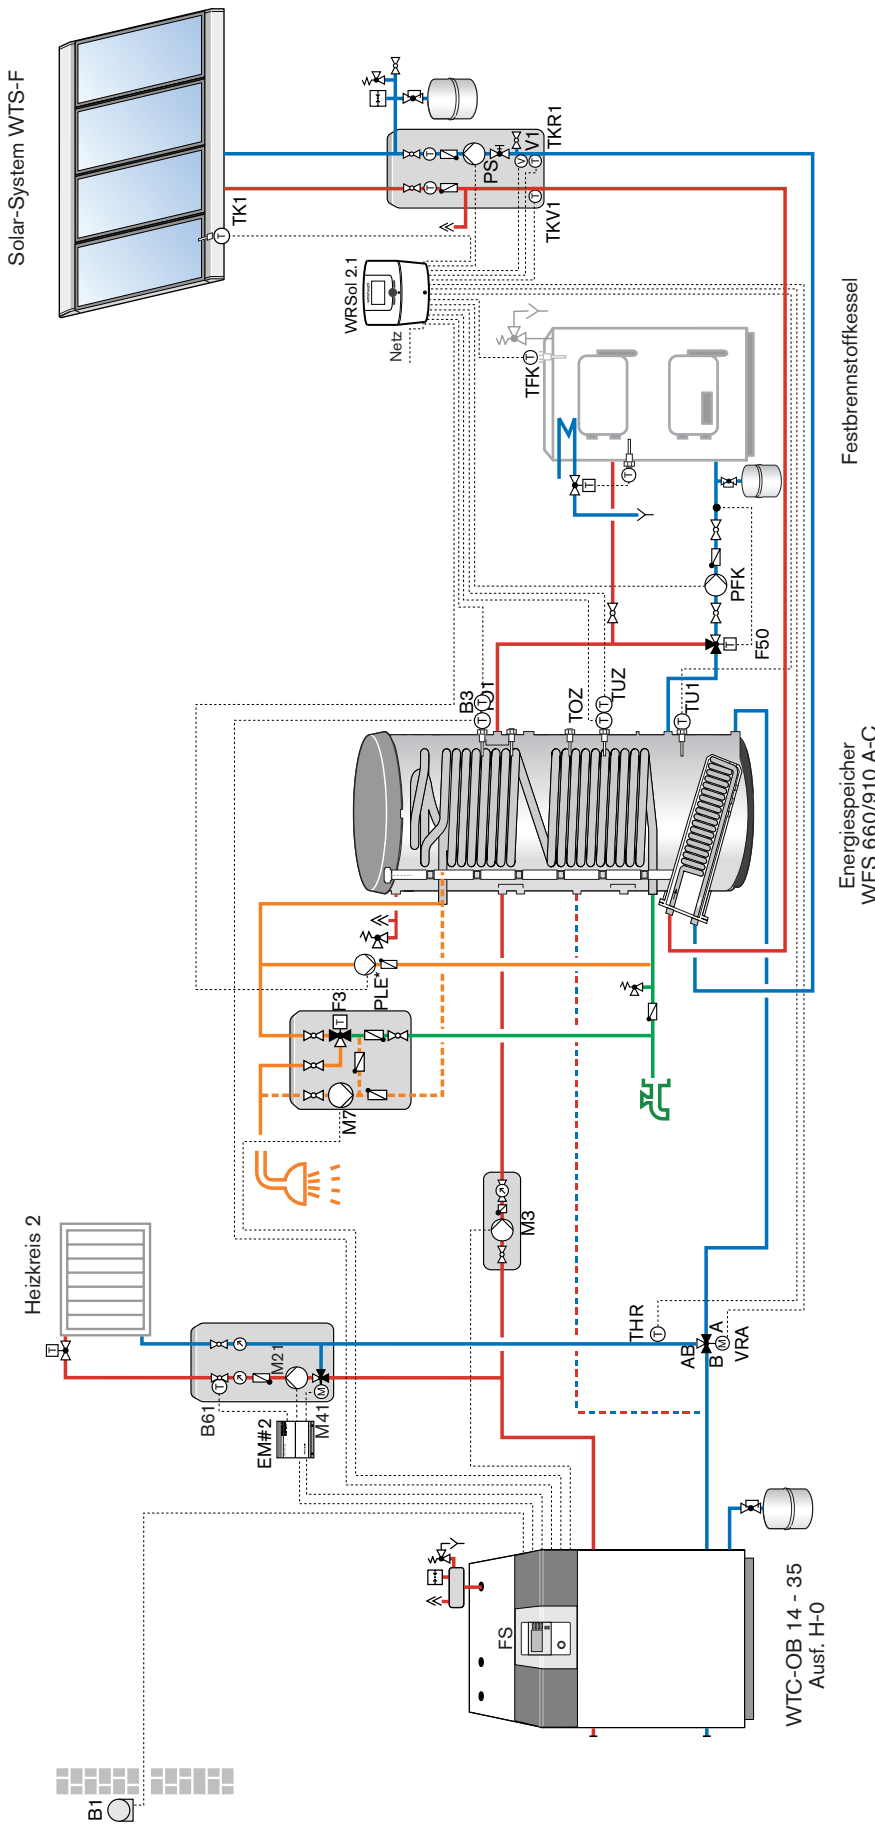 Solar-System WTS-F
TK1
PS
V1
TKR1
TKV1
V
T
WRSol 2.1
Netz
TFK
Festbrennstoffkessel
PFK
F50
B3
TOZ
TUZ
TU1
Energiespeicher
WES 660/910 A-C
PLE*
F3
M7
M3
Heizkreis 2
M21
B61
M41
EM#2
THR
AB
A
B
VRA
M
FS
WTC-OB 14 - 35
Ausf. H-0
B1